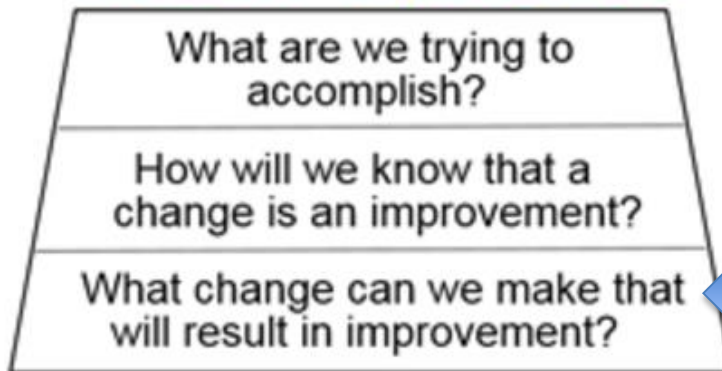 What are we trying to
accomplish?
How will we know that a
change is an improvement?
What change can we make that
will result in improvement?